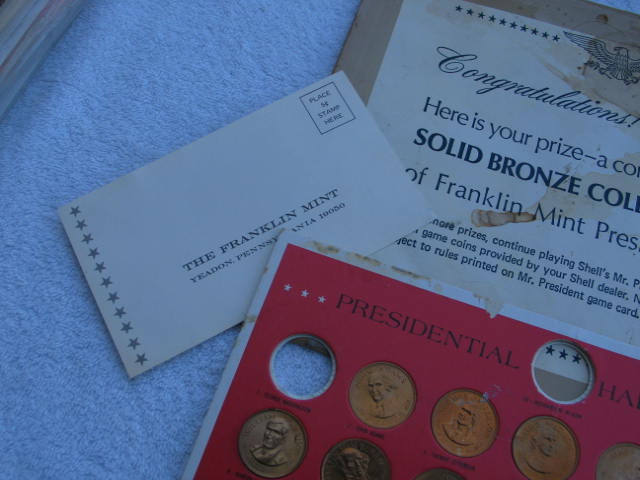 Congratulations!
Here is your prize—a co
SOLID BRONZE COLL
of Franklin Mint Pres
more prizes, continue playing Shell's Mr. P
game coins provided by your Shell dealer. N
ject to rules printed on Mr. President game card.
PLACE
5¢
STAMP
HERE
THE FRANKLIN MINT
YEADON, PENNSYLVANIA 19050
PRESIDENTIAL HA